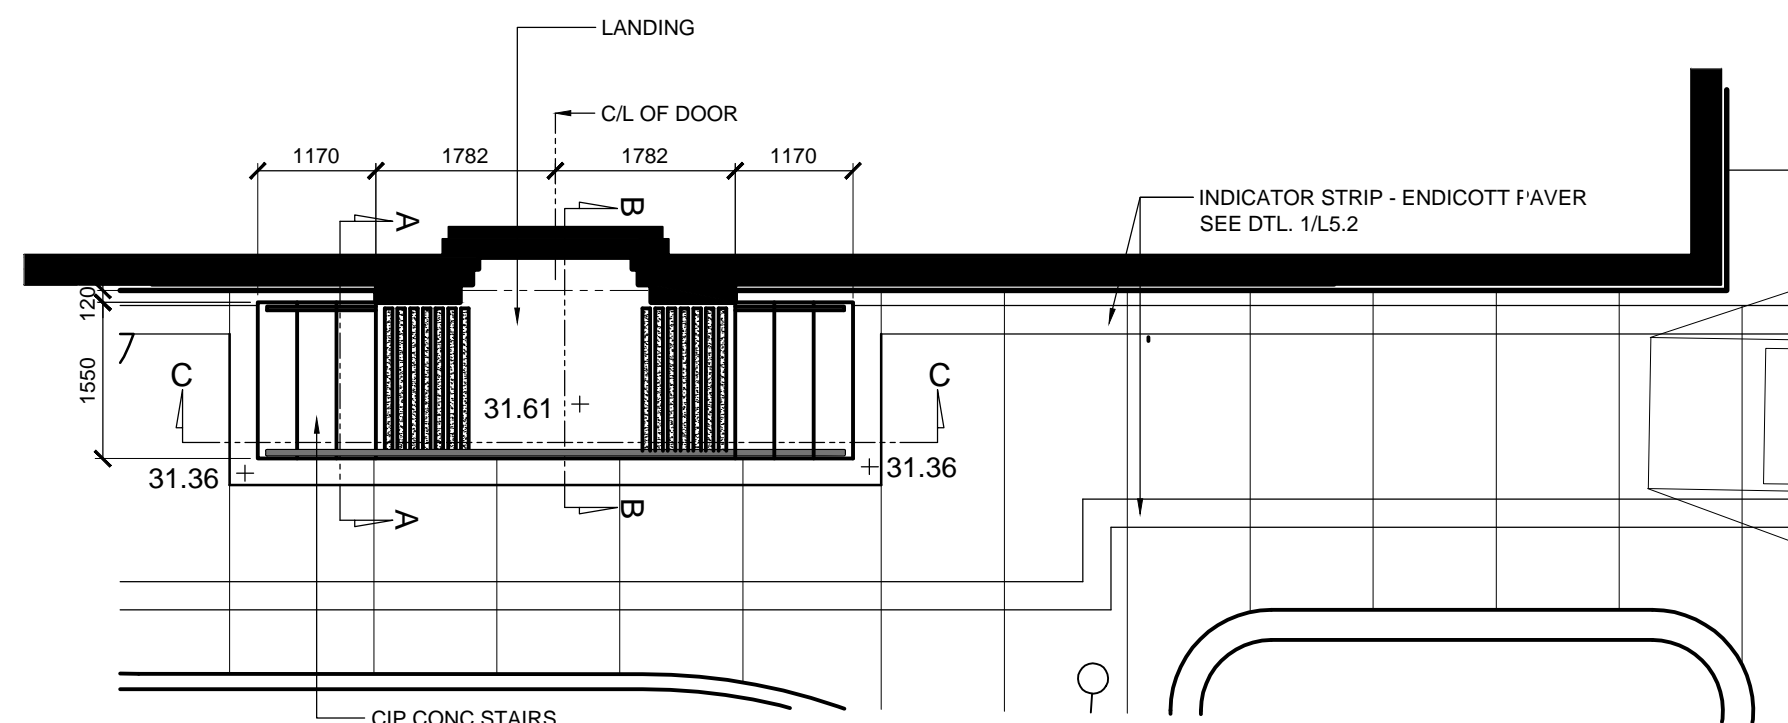 LANDING
C/L OF DOOR
1170 1782 1782 1170
A B
INDICATOR STRIP - ENDICOTT PAVER
SEE DTL. 1/L5.2
120
1550
C C
31.61
31.36 31.36
A B
CIP CONC STAIRS